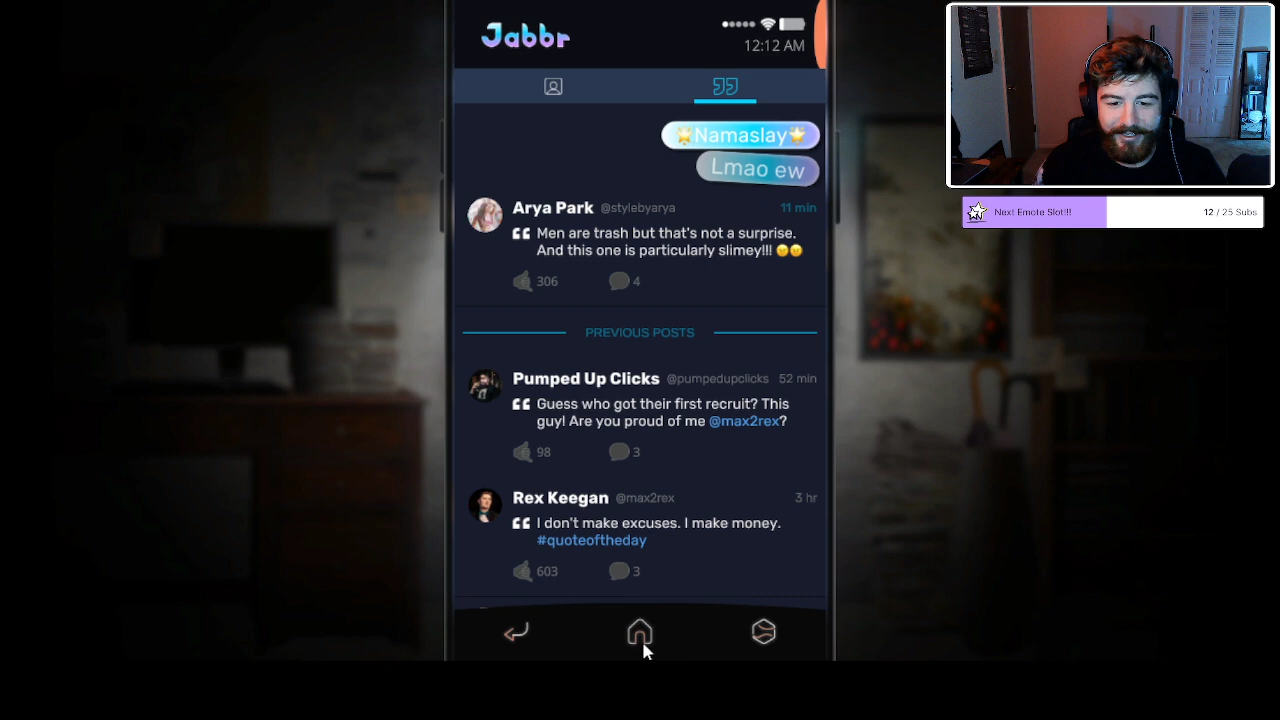 Jabbr
12:12 AM
Namaslay
Lmao ew
Arya Park @stylebyarya 11 min
Men are trash but that's not a surprise.
And this one is particularly slimey!!! 😠😠
306 4
PREVIOUS POSTS
Pumped Up Clicks @pumpedupclicks 52 min
Guess who got their first recruit? This
guy! Are you proud of me @max2rex?
98 3
Rex Keegan @max2rex 3 hr
I don't make excuses. I make money.
#quoteoftheday
603 3
Next Emote Slot!!! 12 / 25 Subs